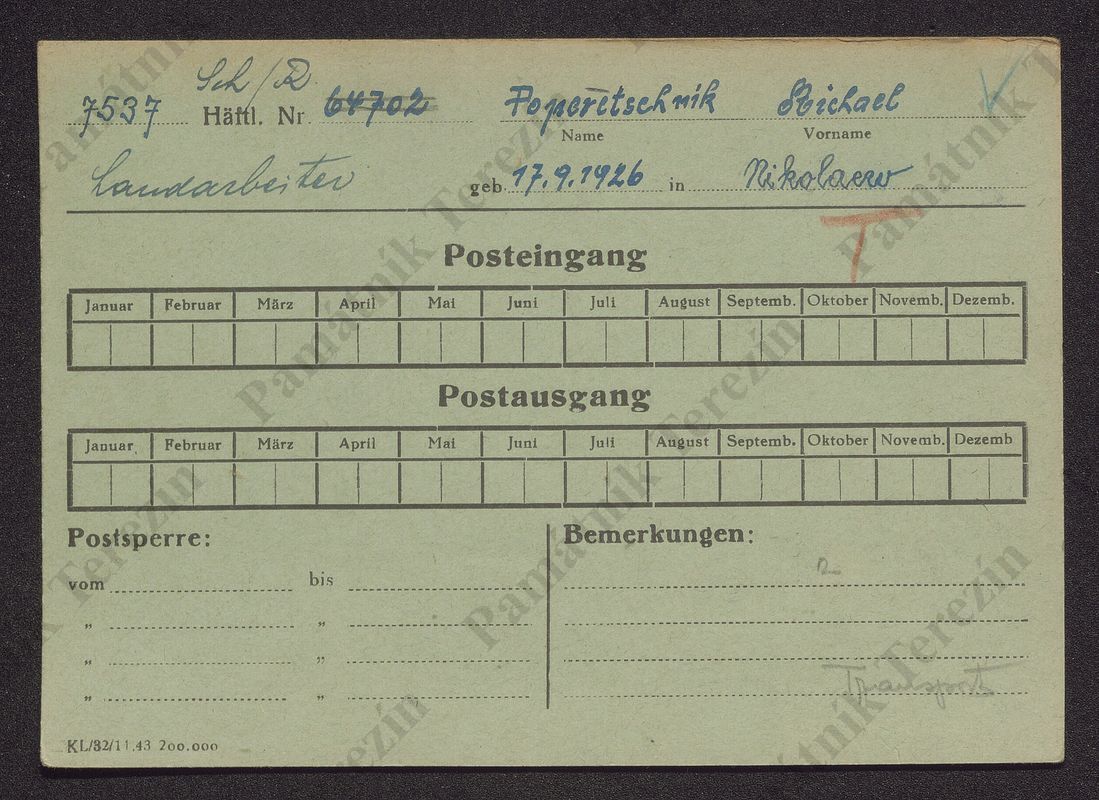 Sch/R
7537 Häftl. Nr. 64702 Poperetschnik Michael
Name Vorname
Landarbeiter geb. 17.9.1926 in Nikolaew
T
Posteingang
Januar Februar März April Mai Juni Juli August Septemb. Oktober Novemb. Dezemb.
Postausgang
Januar Februar März April Mai Juni Juli August Septemb. Oktober Novemb. Dezemb
Postsperre: Bemerkungen:
vom bis
„ „
„ „
„ „
Transport
KL/32/11.43 200.000
Památník Terezín